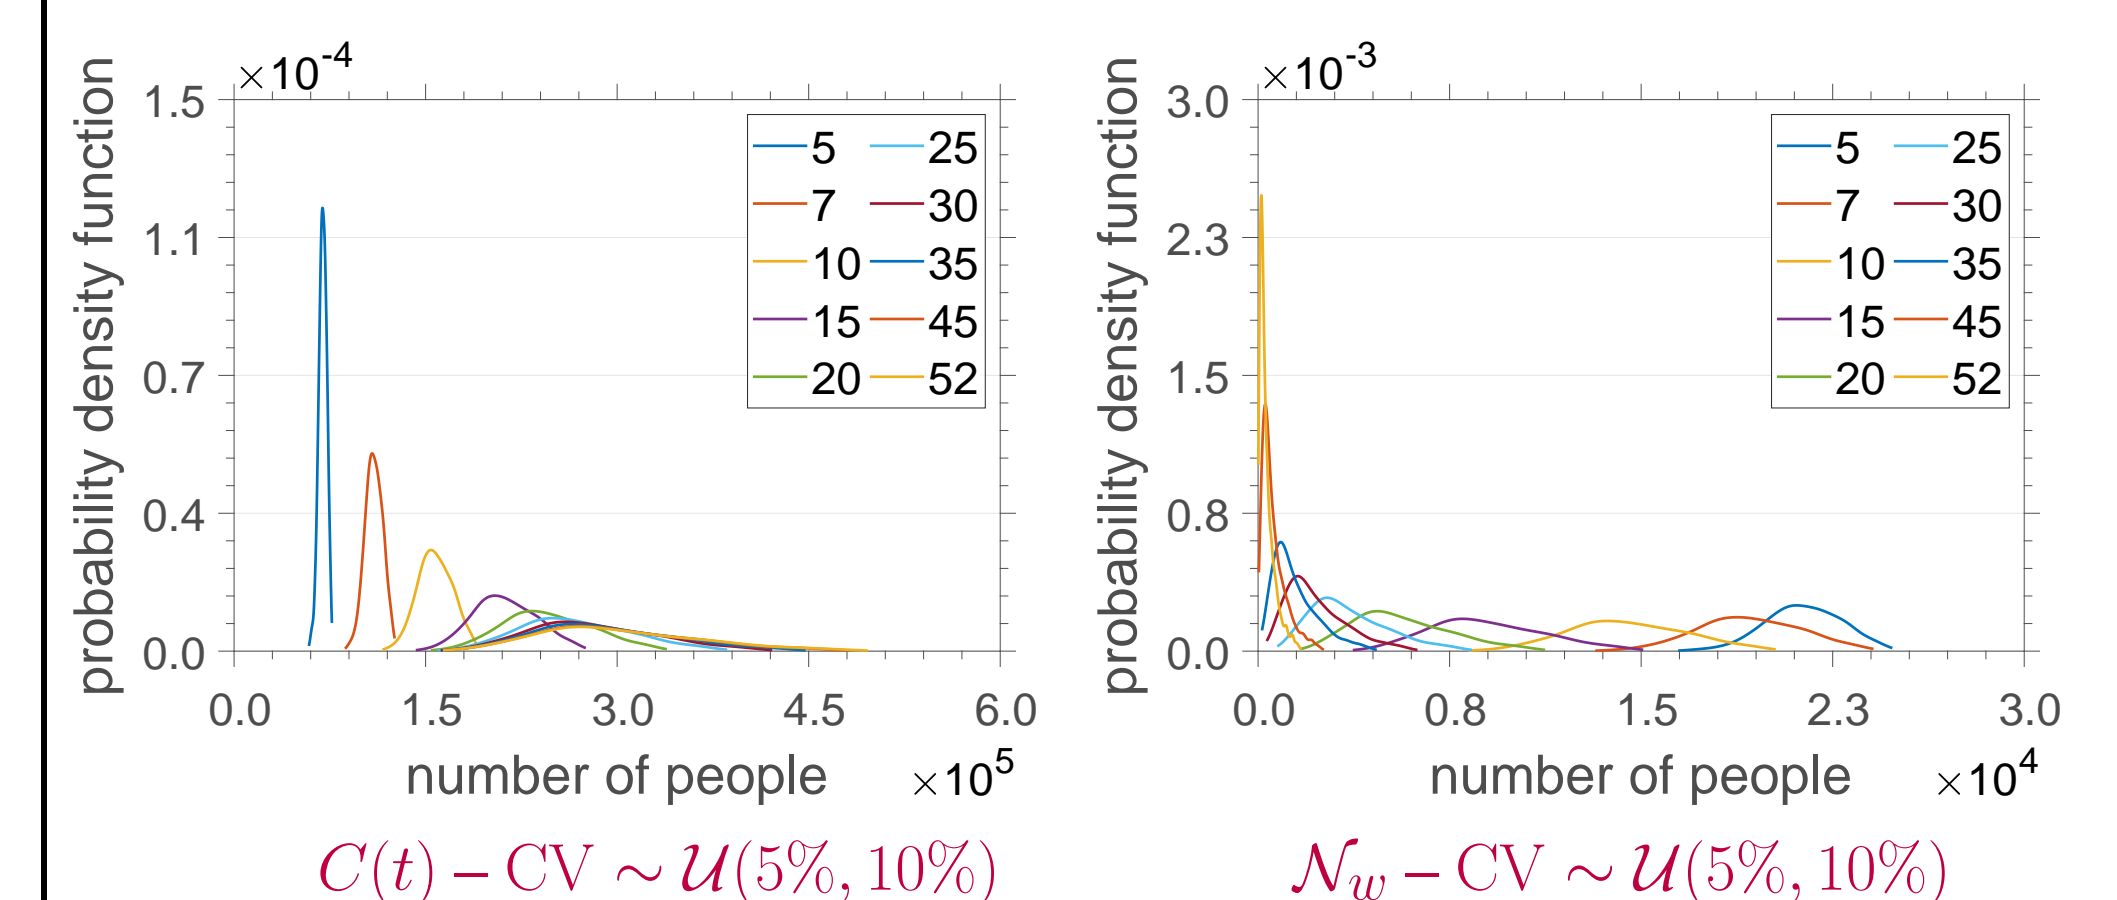 ×10⁻⁴
probability density function
1.5
1.1
0.7
0.4
0.0
5 25
7 30
10 35
15 45
20 52
0.0 1.5 3.0 4.5 6.0
number of people ×10⁵
C(t) – CV ∼ 𝒰(5%, 10%)
×10⁻³
probability density function
3.0
2.3
1.5
0.8
0.0
5 25
7 30
10 35
15 45
20 52
0.0 0.8 1.5 2.3 3.0
number of people ×10⁴
𝒩_w – CV ∼ 𝒰(5%, 10%)